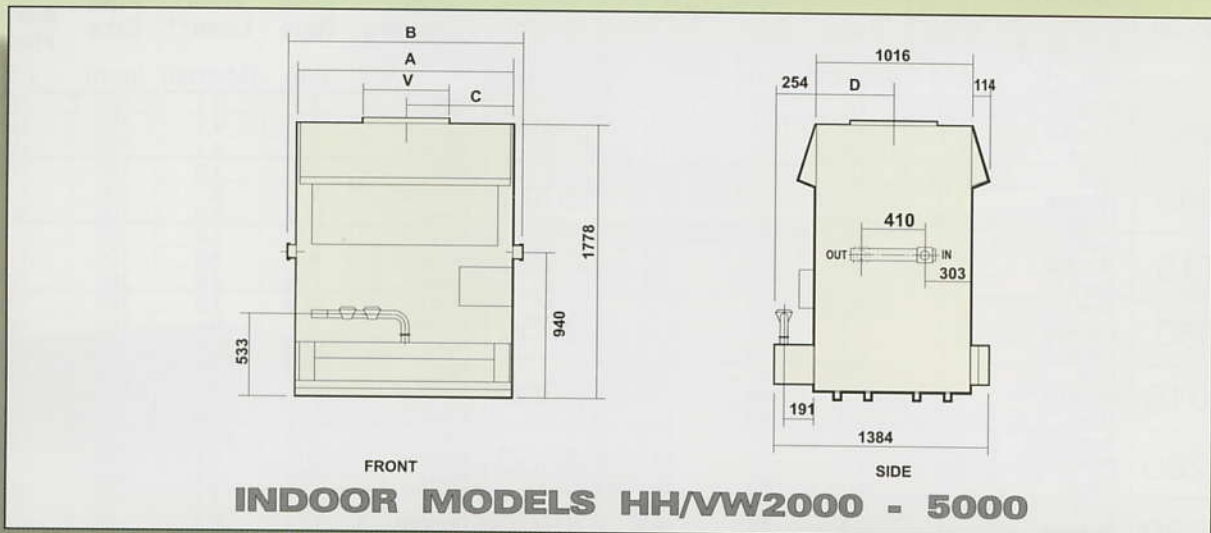 B
A
V
C
1778
940
533
FRONT
1016
254
D
114
410
OUT
IN
303
191
1384
SIDE
INDOOR MODELS HH/VW2000 - 5000